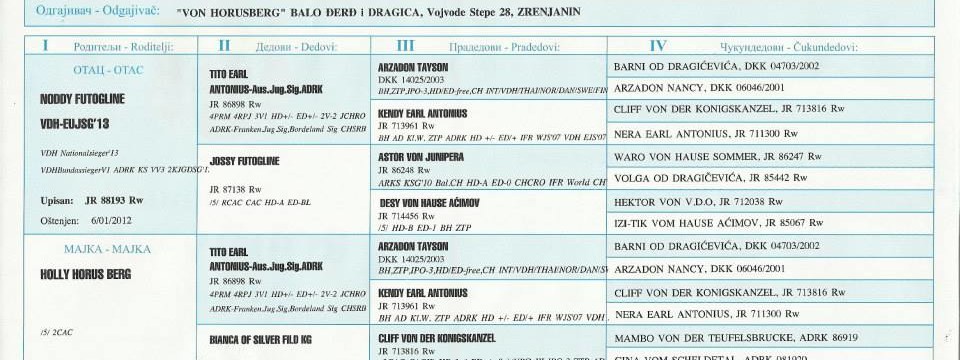 Одгајивач - Odgajivač: "VON HORUSBERG" BALO ĐERĐ i DRAGICA, Vojvode Stepe 28, ZRENJANIN
I Родитељи - Roditelji:
II Дедови - Dedovi:
III Прадедови - Pradedovi:
IV Чукундедови - Čukundedovi:
ОТАЦ - OTAC
NODDY FUTOGLINE
VDH-EUJSG'13
VDH Nationalsieger'13
VDHBundassiegerV1 ADRK KS VV3 2KJGDSG'1.
Upisan: JR 88193 Rw
Oštenjen: 6/01/2012
TITO EARL
ANTONIUS-Aus.Jug.Sig.ADRK
JR 86898 Rw
4PRM 4RPJ 3V1 HD+/- ED+/- 2V-2 JCHRO
ADRK-Franken.Jug.Sig,Bordeland Sig CHSRB
JOSSY FUTOGLINE
JR 87138 Rw
/5/ RCAC CAC HD-A ED-BL
ARZADON TAYSON
DKK 14025/2003
BH,ZTP,IPO-3,HD/ED-free,CH INT/VDH/THAI/NOR/DAN/SWE/FIN
KENDY EARL ANTONIUS
JR 713961 Rw
BH AD Kl.W. ZTP ADRK HD +/- ED/+ IFR WJS'07 VDH EJS'07
ASTOR VON JUNIPERA
JR 86248 Rw
ARKS KSG'10 Bal.CH HD-A ED-0 CHCRO IFR World CH
DESY VON HAUSE AĆIMOV
JR 714456 Rw
/5/ HD-B ED-1 BH ZTP
BARNI OD DRAGIĆEVIĆA, DKK 04703/2002
ARZADON NANCY, DKK 06046/2001
CLIFF VON DER KONIGSKANZEL, JR 713816 Rw
NERA EARL ANTONIUS, JR 711300 Rw
WARO VON HAUSE SOMMER, JR 86247 Rw
VOLGA OD DRAGIČEVIĆA, JR 85442 Rw
HEKTOR VON V.D.O, JR 712038 Rw
IZI-TIK VOM HAUSE AĆIMOV, JR 85067 Rw
МАЈКА - MAJKA
HOLLY HORUS BERG
/5/ 2CAC
TITO EARL
ANTONIUS-Aus.Jug.Sig.ADRK
JR 86898 Rw
4PRM 4RPJ 3V1 HD+/- ED+/- 2V-2 JCHRO
ADRK-Franken.Jug.Sig,Bordeland Sig CHSRB
BIANCA OF SILVER FILD KG
ARZADON TAYSON
DKK 14025/2003
BH,ZTP,IPO-3,HD/ED-free,CH INT/VDH/THAI/NOR/DAN/SW
KENDY EARL ANTONIUS
JR 713961 Rw
BH AD Kl.W. ZTP ADRK HD +/- ED/+ IFR WJS'07 VDH
CLIFF VON DER KONIGSKANZEL
JR 713816 Rw
BARNI OD DRAGIĆEVIĆA, DKK 04703/2002
ARZADON NANCY, DKK 06046/2001
CLIFF VON DER KONIGSKANZEL, JR 713816 Rw
NERA EARL ANTONIUS, JR 711300 Rw
MAMBO VON DER TEUFELSBRUCKE, ADRK 86919
GINA VOM SCHELDETAL, ADRK 081929